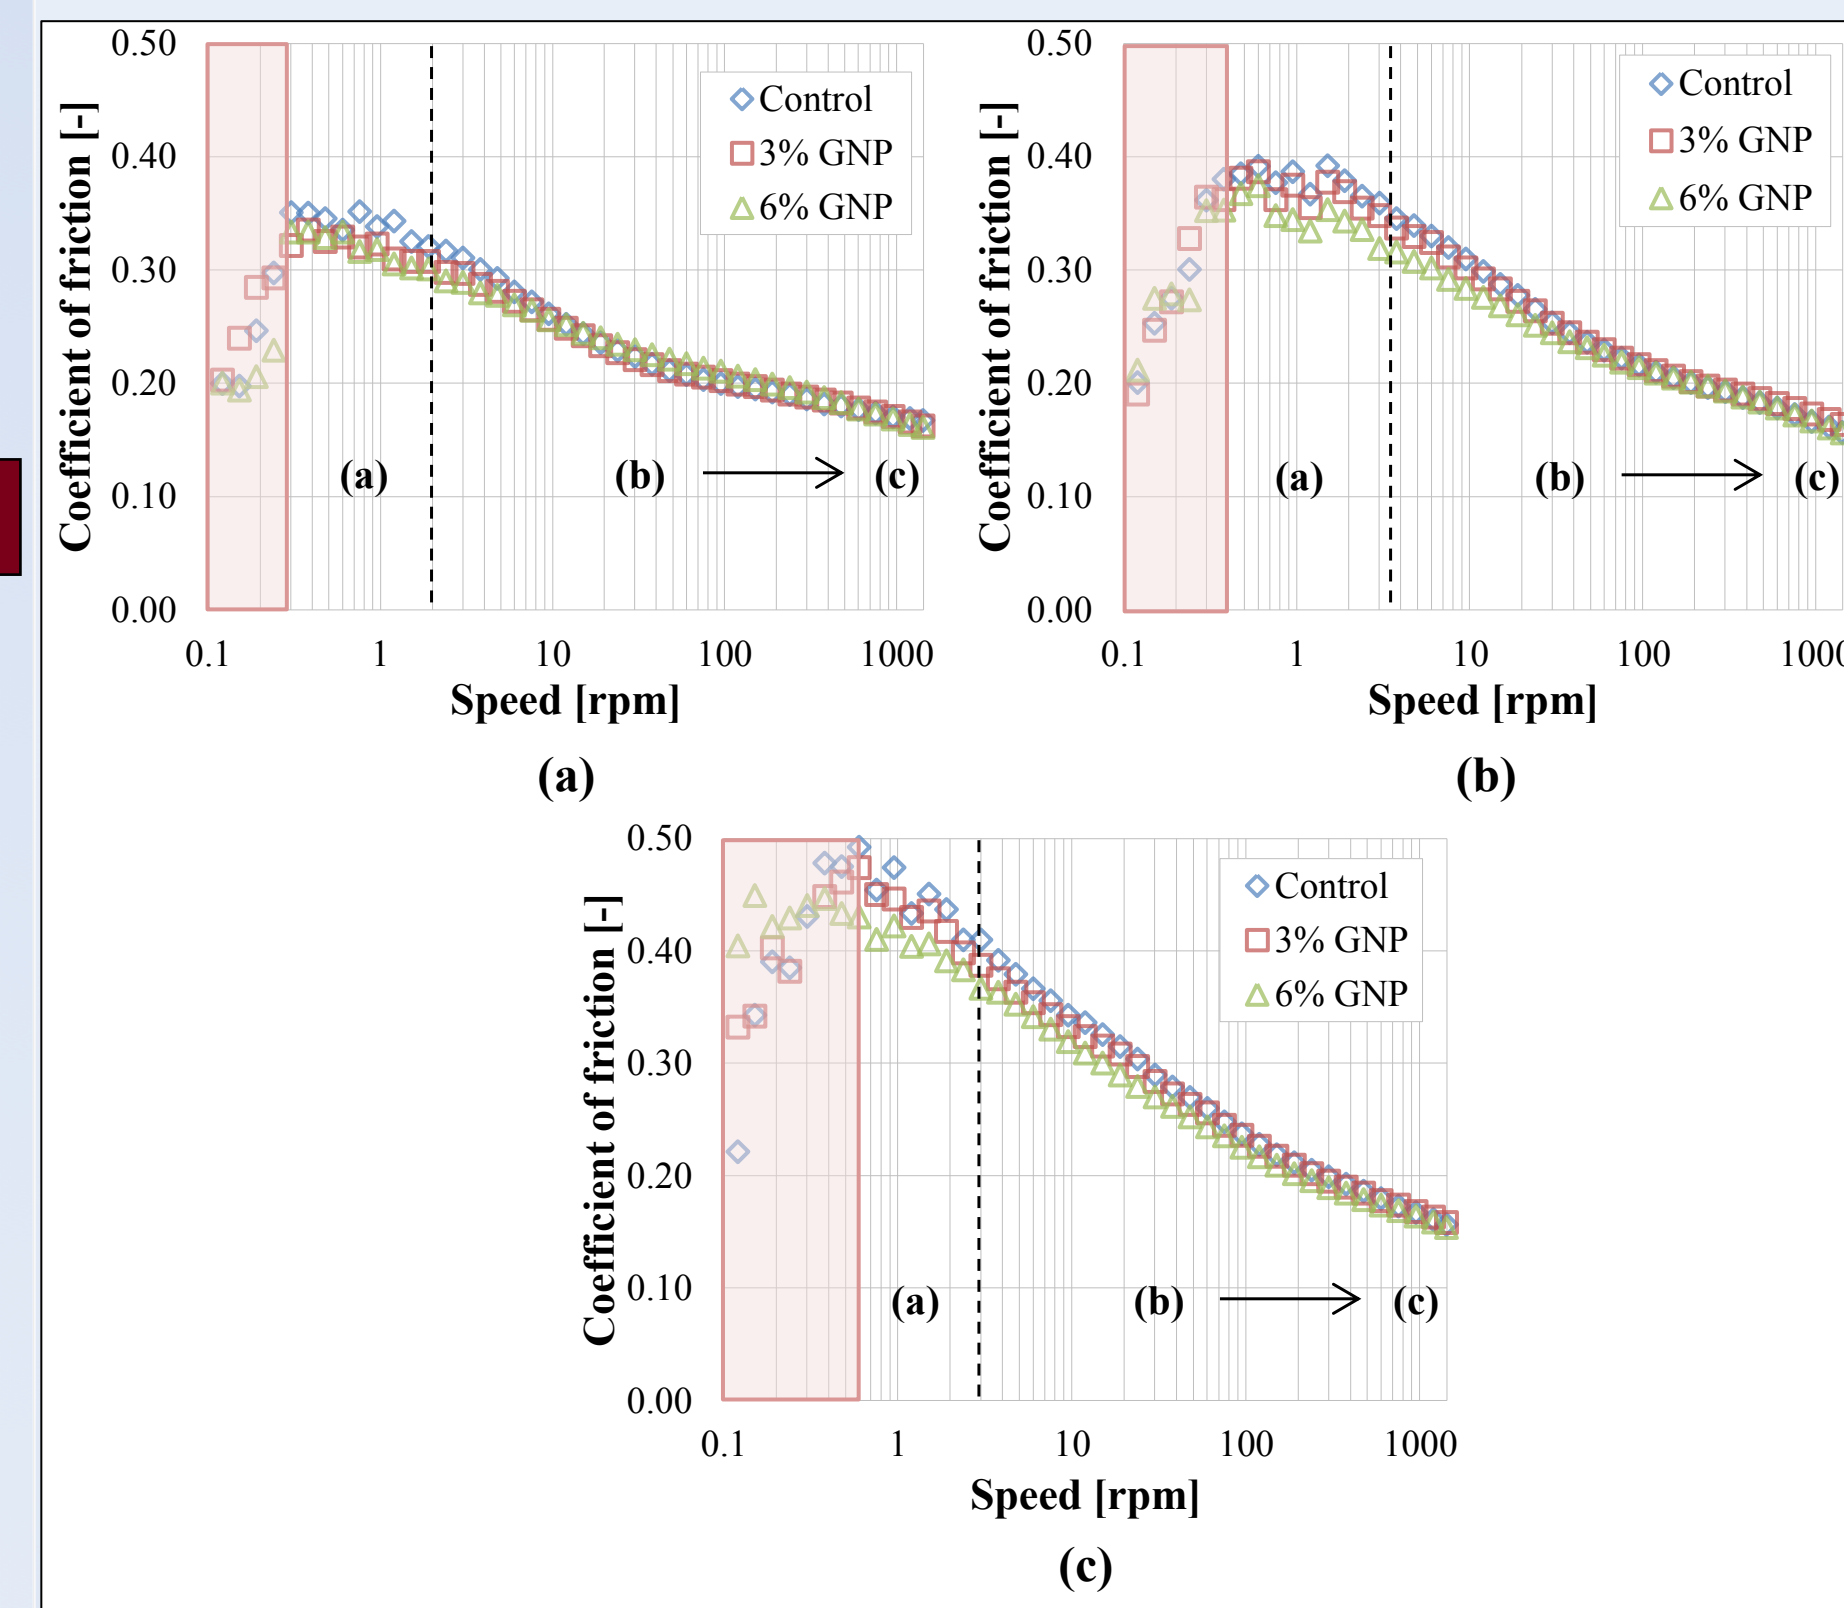 0.50
0.40
0.30
0.20
0.10
0.00
Coefficient of friction [-]
Control
3% GNP
6% GNP
(a)
(b)
(c)
0.1
1
10
100
1000
Speed [rpm]
(a)
0.50
0.40
0.30
0.20
0.10
0.00
Coefficient of friction [-]
Control
3% GNP
6% GNP
(a)
(b)
(c)
0.1
1
10
100
1000
Speed [rpm]
(b)
0.50
0.40
0.30
0.20
0.10
0.00
Coefficient of friction [-]
Control
3% GNP
6% GNP
(a)
(b)
(c)
0.1
1
10
100
1000
Speed [rpm]
(c)